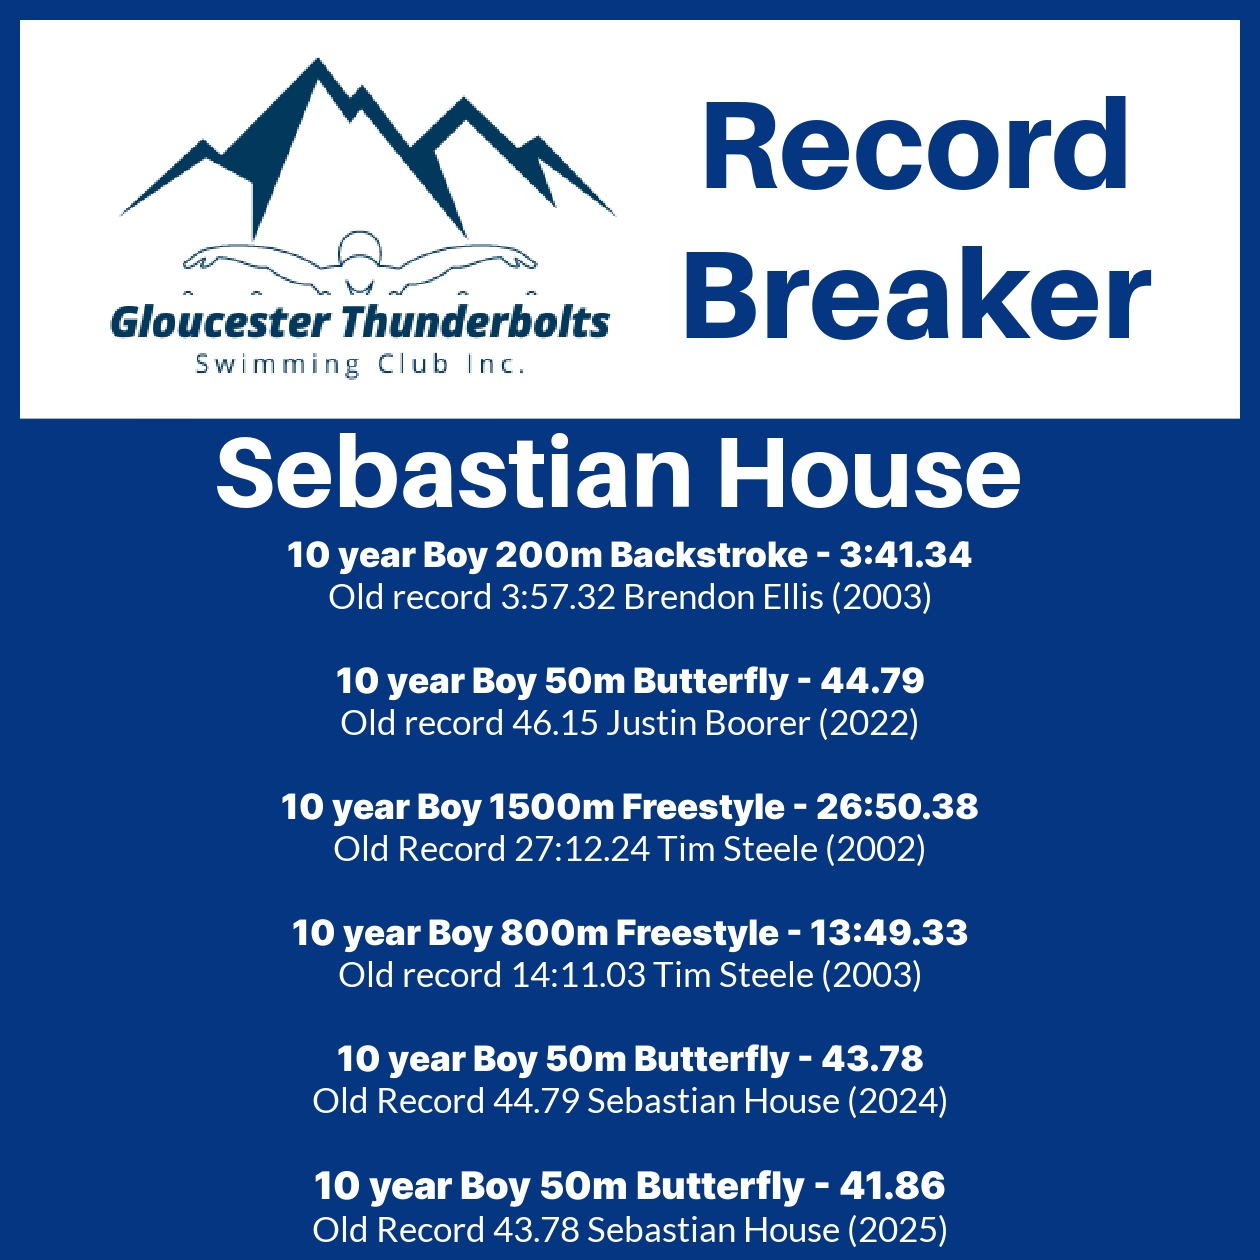 Gloucester Thunderbolts
Swimming Club Inc.
Record
Breaker
Sebastian House
10 year Boy 200m Backstroke - 3:41.34
Old record 3:57.32 Brendon Ellis (2003)
10 year Boy 50m Butterfly - 44.79
Old record 46.15 Justin Boorer (2022)
10 year Boy 1500m Freestyle - 26:50.38
Old Record 27:12.24 Tim Steele (2002)
10 year Boy 800m Freestyle - 13:49.33
Old record 14:11.03 Tim Steele (2003)
10 year Boy 50m Butterfly - 43.78
Old Record 44.79 Sebastian House (2024)
10 year Boy 50m Butterfly - 41.86
Old Record 43.78 Sebastian House (2025)